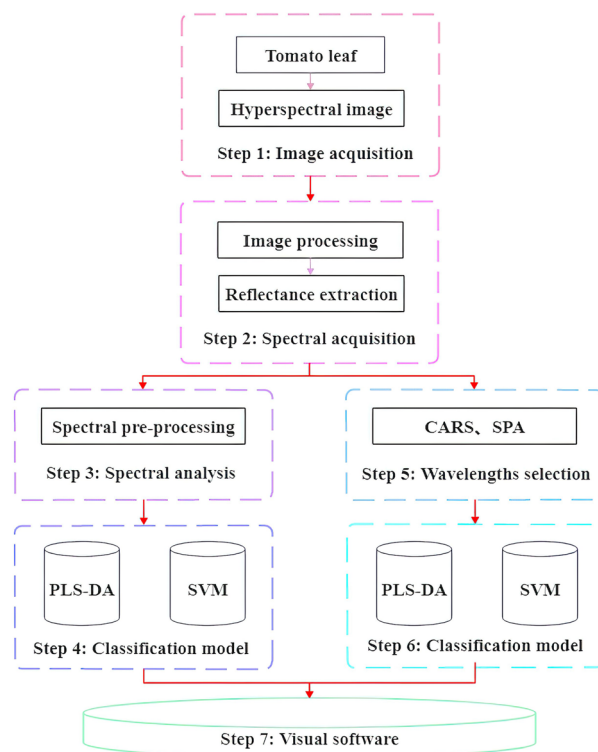 Tomato leaf
Hyperspectral image
Step 1: Image acquisition
Image processing
Reflectance extraction
Step 2: Spectral acquisition
Spectral pre-processing
Step 3: Spectral analysis
CARS、SPA
Step 5: Wavelengths selection
PLS-DA
SVM
Step 4: Classification model
PLS-DA
SVM
Step 6: Classification model
Step 7: Visual software